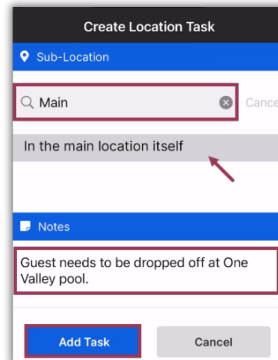 Create Location Task
Sub-Location
Main
Cance
In the main location itself
Notes
Guest needs to be dropped off at One
Valley pool.
Add Task
Cancel